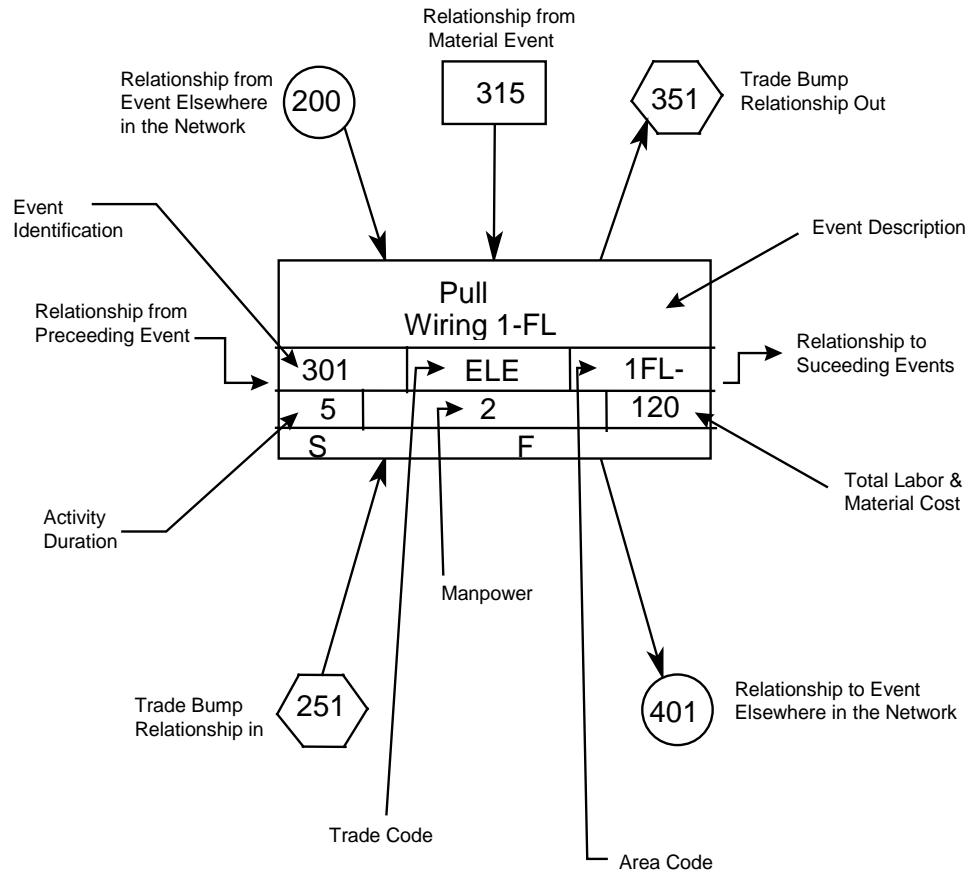 Relationship from
Material Event
Relationship from
Event Elsewhere
in the Network
200
315
351
Trade Bump
Relationship Out
Event
Identification
Event Description
Pull
Wiring 1-FL
Relationship from
Preceeding Event
301
ELE
1FL-
Relationship to
Suceeding Events
5
2
120
S
F
Total Labor &
Material Cost
Activity
Duration
Manpower
Trade Bump
Relationship in
251
401
Relationship to Event
Elsewhere in the Network
Trade Code
Area Code